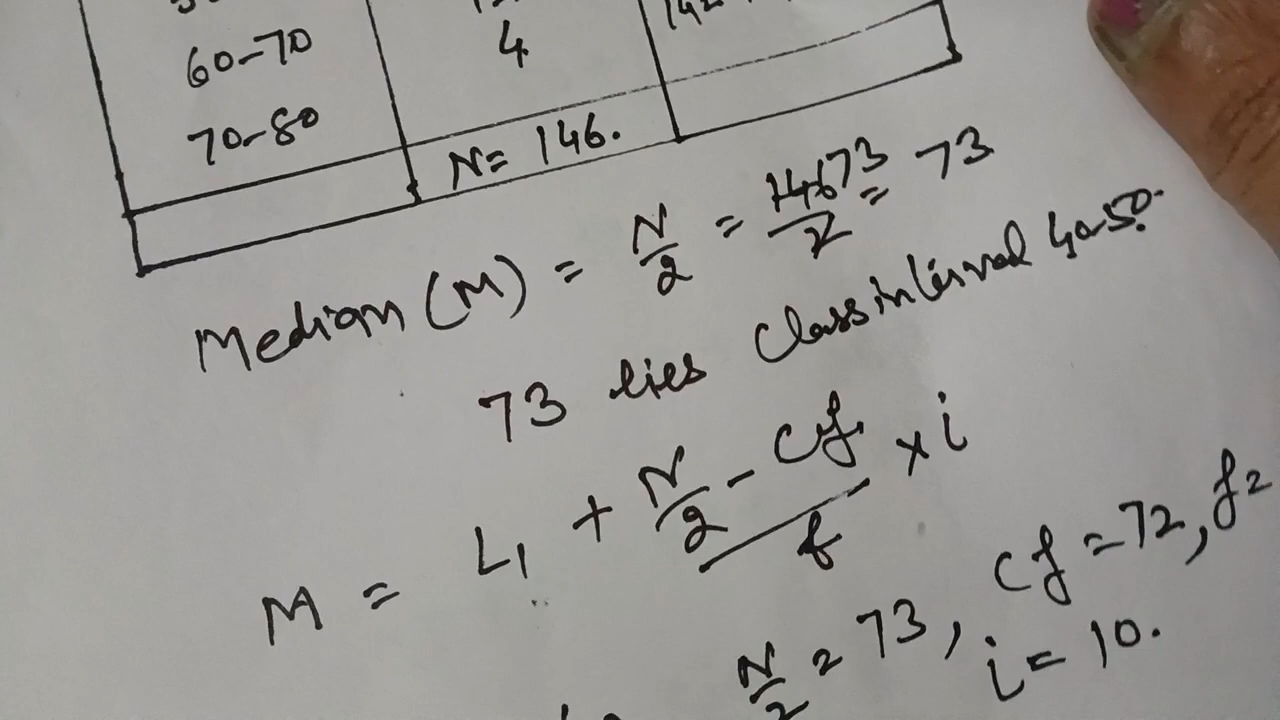 60-70 4
70-80
N= 146.
Median (M) = N/2 = 146/2 = 73 73
73 lies Class interval 40-50.
M = L1 + N/2 - cf / f × i
cf = 72, f =
N/2 = 73, i = 10.